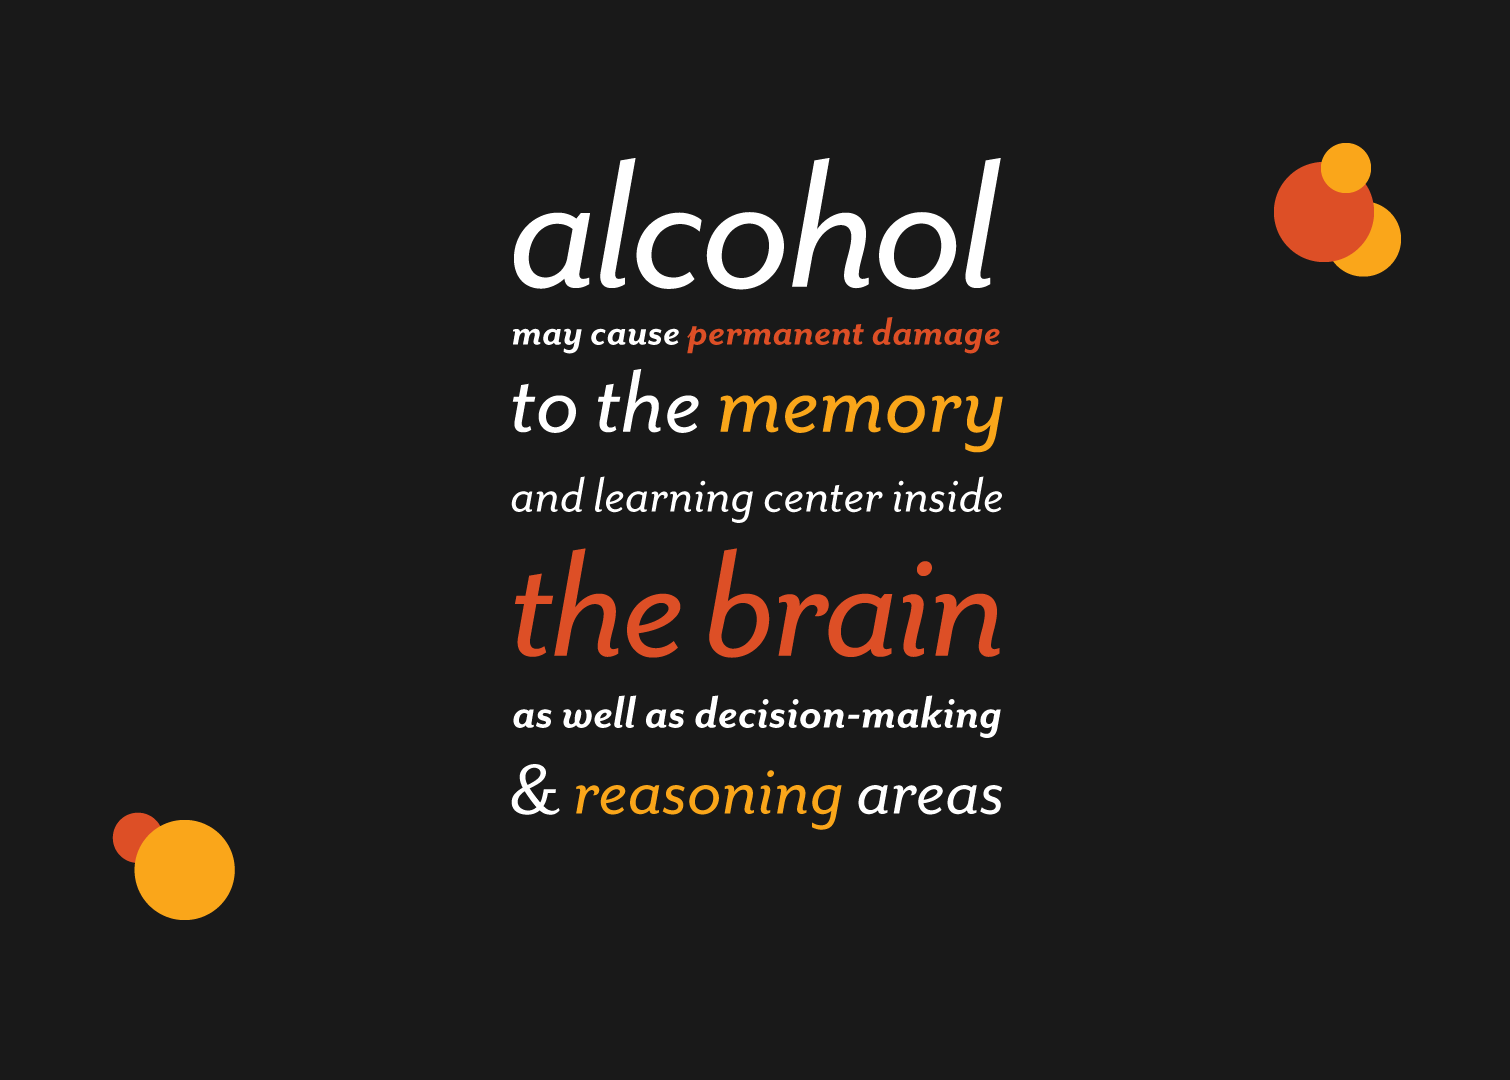 alcohol
may cause permanent damage
to the memory
and learning center inside
the brain
as well as decision-making
& reasoning areas